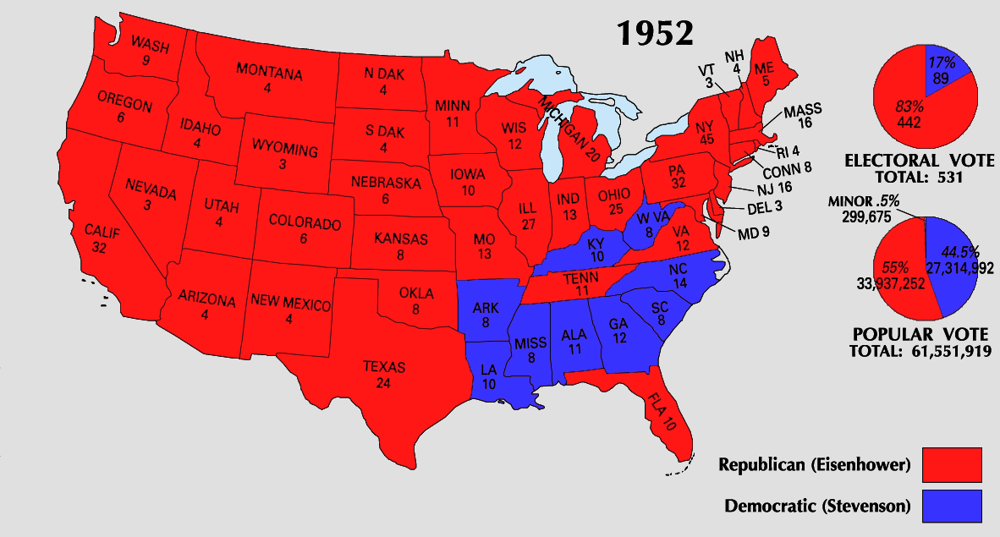 1952
WASH
9
OREGON
6
CALIF
32
IDAHO
4
NEVADA
3
MONTANA
4
WYOMING
3
UTAH
4
COLORADO
6
ARIZONA
4
NEW MEXICO
4
N DAK
4
S DAK
4
NEBRASKA
6
KANSAS
8
OKLA
8
TEXAS
24
MINN
11
IOWA
10
MO
13
ARK
8
LA
10
WIS
12
ILL
27
MICHIGAN 20
IND
13
OHIO
25
KY
10
TENN
11
MISS
8
ALA
11
GA
12
FLA 10
SC
8
NC
14
VA
12
W VA
8
PA
32
NY
45
VT
3
NH
4
ME
5
MASS
16
RI 4
CONN 8
NJ 16
DEL 3
MD 9
17%
89
83%
442
ELECTORAL VOTE
TOTAL: 531
MINOR .5%
299,675
44.5%
27,314,992
55%
33,937,252
POPULAR VOTE
TOTAL: 61,551,919
Republican (Eisenhower)
Democratic (Stevenson)